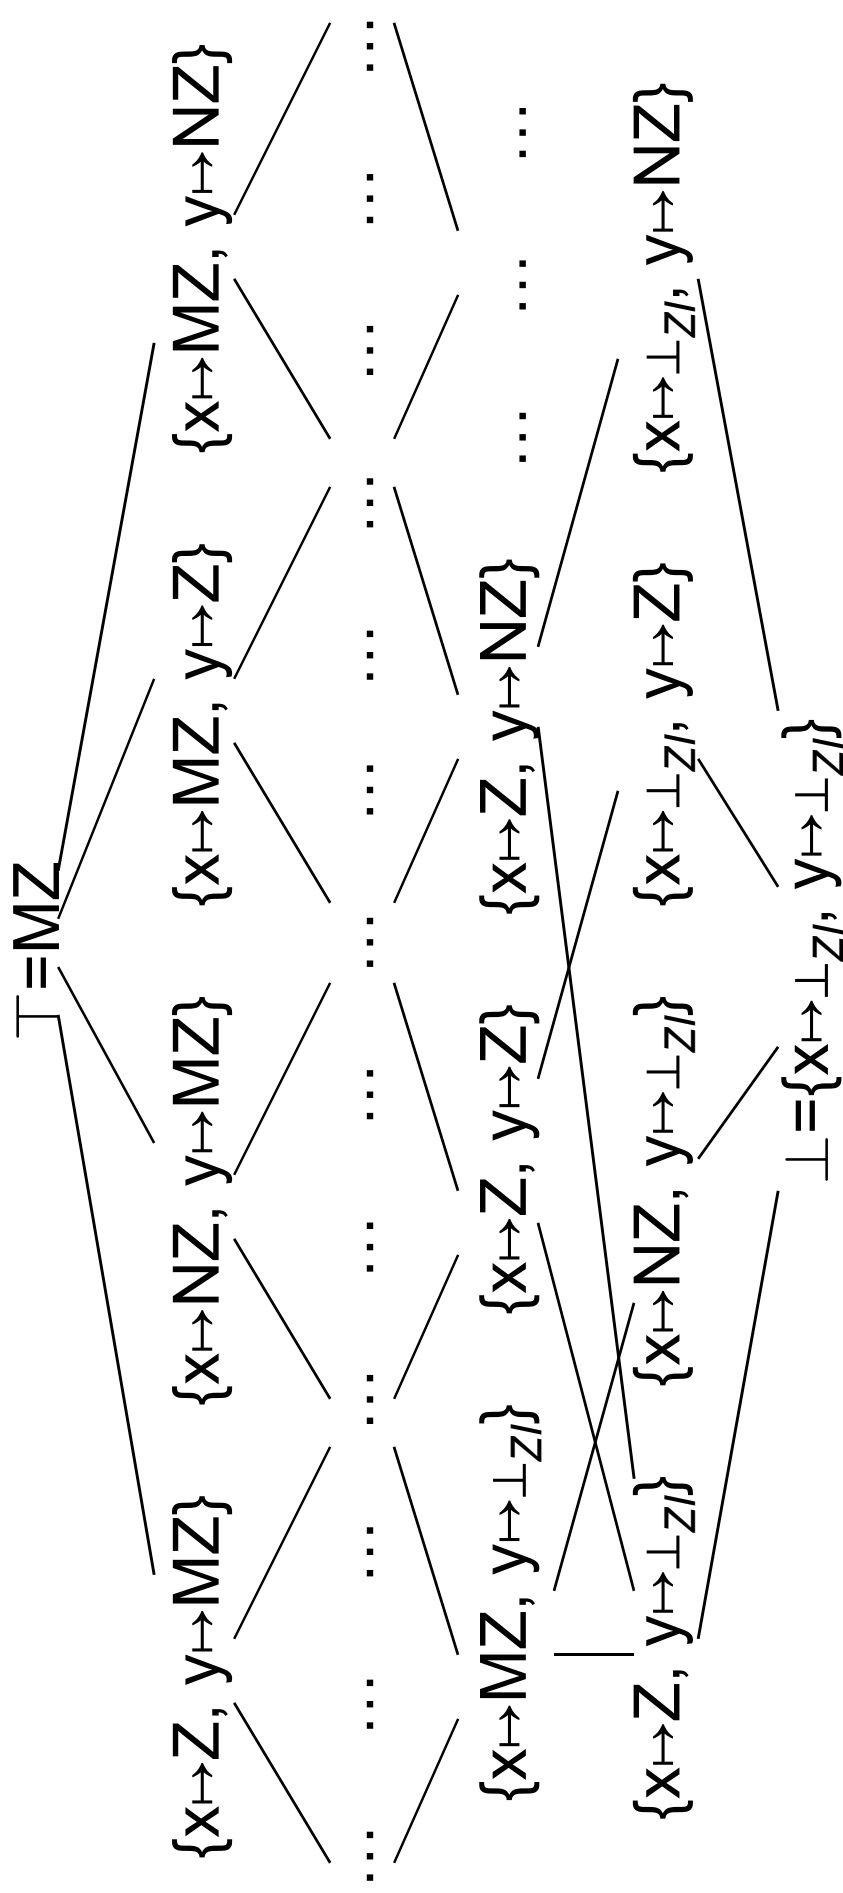 ⊤=MZ
{x↦Z, y↦MZ} {x↦NZ, y↦MZ} {x↦MZ, y↦Z} {x↦MZ, y↦NZ}
... ... ... ... ... ... ... ... ... ... ... ... ...
{x↦MZ, y↦⊥ZI} {x↦Z, y↦Z} {x↦Z, y↦NZ} ... ... ...
{x↦Z, y↦⊥ZI} {x↦NZ, y↦⊥ZI} {x↦⊥ZI, y↦Z} {x↦⊥ZI, y↦NZ}
⊥={x↦⊥ZI, y↦⊥ZI}